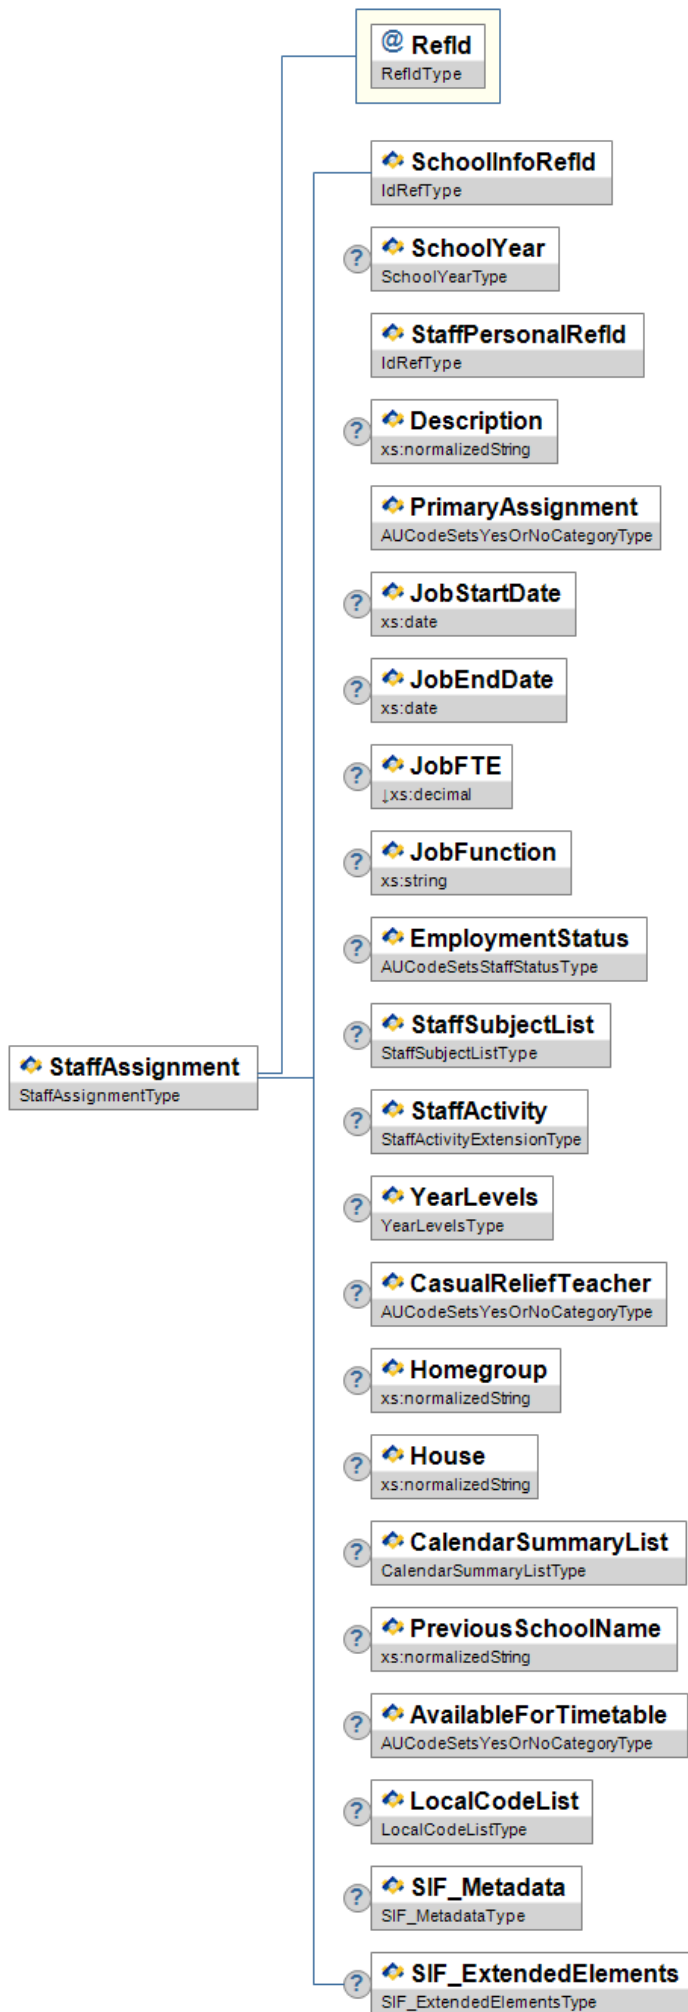 @ RefId
RefIdType
SchoolInfoRefId
IdRefType
? SchoolYear
SchoolYearType
StaffPersonalRefId
IdRefType
? Description
xs:normalizedString
PrimaryAssignment
AUCodeSetsYesOrNoCategoryType
? JobStartDate
xs:date
? JobEndDate
xs:date
? JobFTE
↓xs:decimal
? JobFunction
xs:string
? EmploymentStatus
AUCodeSetsStaffStatusType
? StaffSubjectList
StaffSubjectListType
StaffAssignment
StaffAssignmentType
? StaffActivity
StaffActivityExtensionType
? YearLevels
YearLevelsType
? CasualReliefTeacher
AUCodeSetsYesOrNoCategoryType
? Homegroup
xs:normalizedString
? House
xs:normalizedString
? CalendarSummaryList
CalendarSummaryListType
? PreviousSchoolName
xs:normalizedString
? AvailableForTimetable
AUCodeSetsYesOrNoCategoryType
? LocalCodeList
LocalCodeListType
? SIF_Metadata
SIF_MetadataType
? SIF_ExtendedElements
SIF_ExtendedElementsType